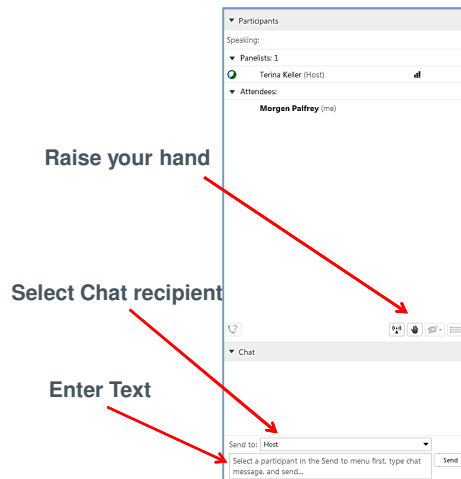 Participants
Speaking:
Panelists: 1
Terina Keller (Host)
Attendees:
Morgen Palfrey (me)
Raise your hand
Select Chat recipient
Chat
Enter Text
Send to: Host
Select a participant in the Send to menu first, type chat
message, and send...
Send